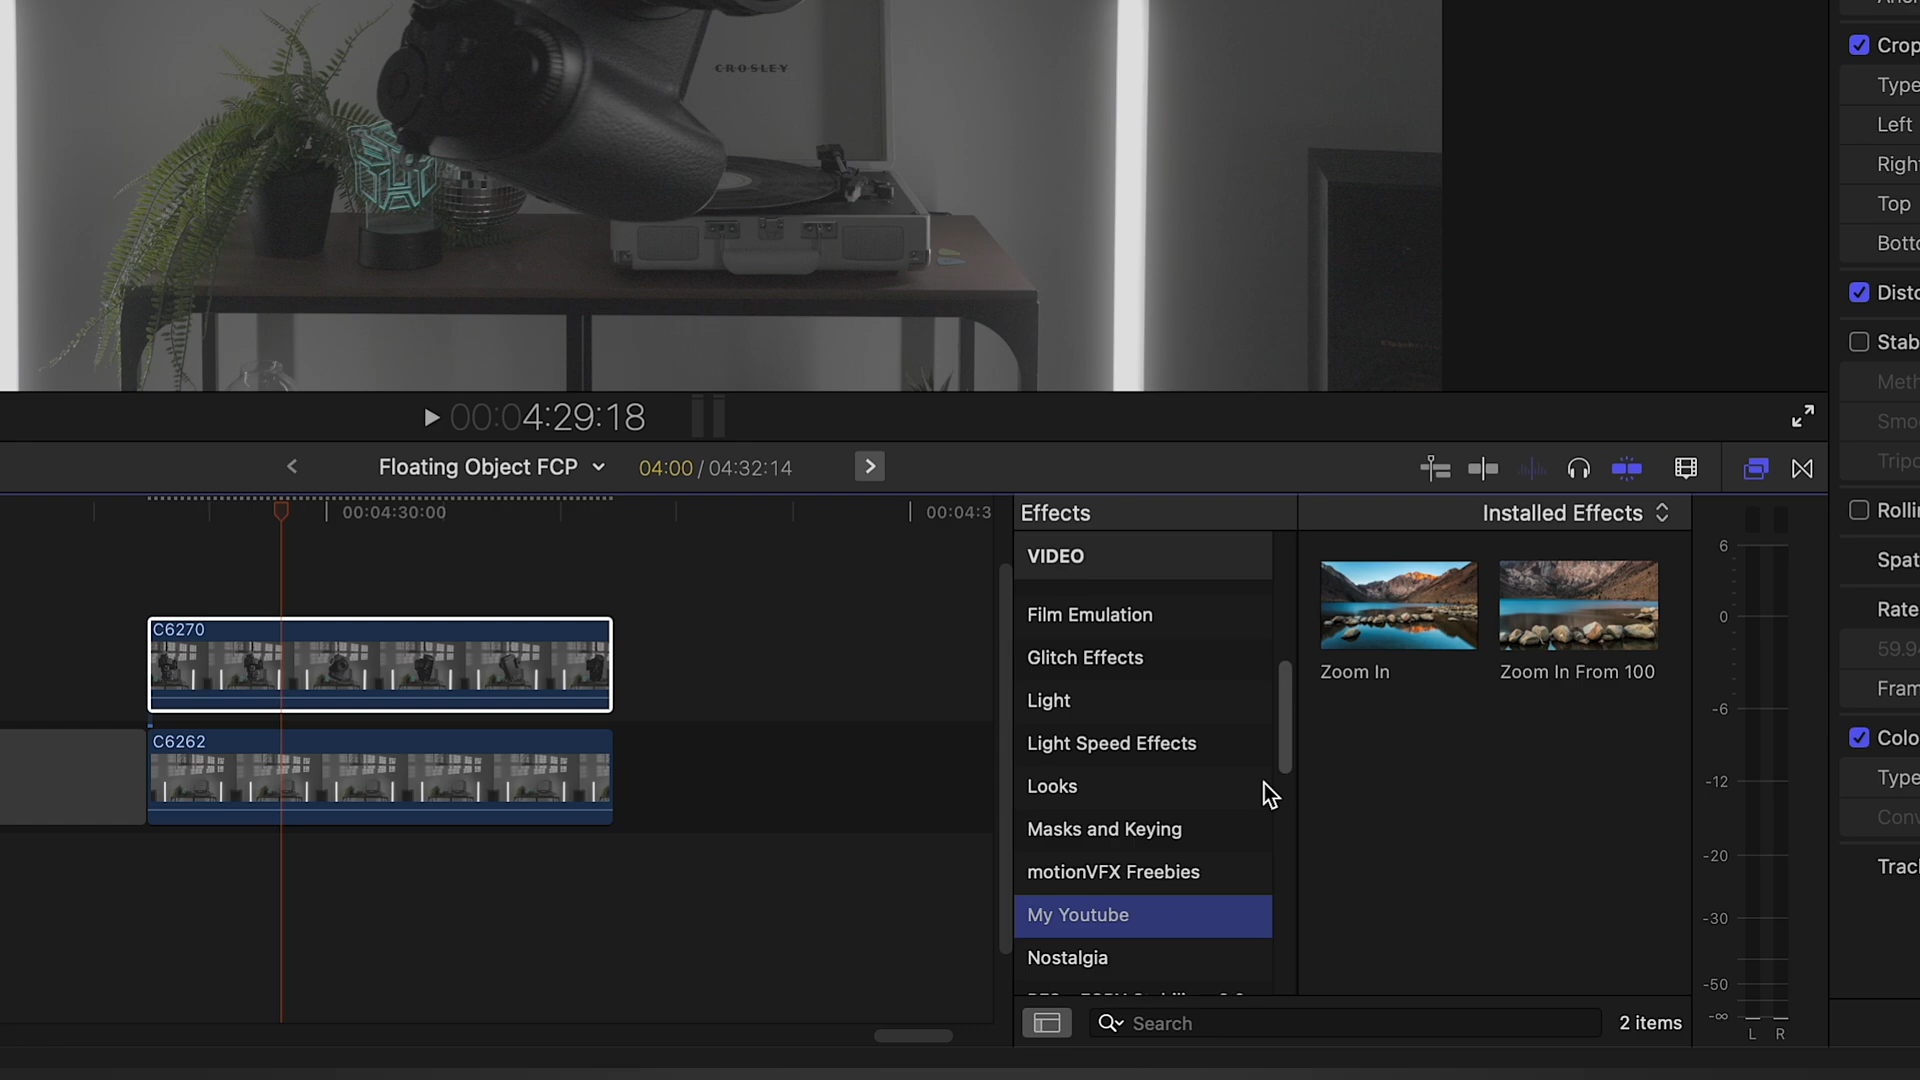 CROSLEY
Crop
Type
Left
Right
Top
Botto
Disto
Stab
Meth
Smo
Tripo
Rolli
Spat
Rate
59.9
Fram
Colo
Type
Conv
Track
00:04:29:18
Floating Object FCP
04:00 / 04:32:14
00:04:30:00
00:04:3
C6270
C6262
Effects
Installed Effects
VIDEO
Film Emulation
Glitch Effects
Light
Light Speed Effects
Looks
Masks and Keying
motionVFX Freebies
My Youtube
Nostalgia
Zoom In
Zoom In From 100
Search
2 items
6
0
-6
-12
-20
-30
-50
-∞
L R